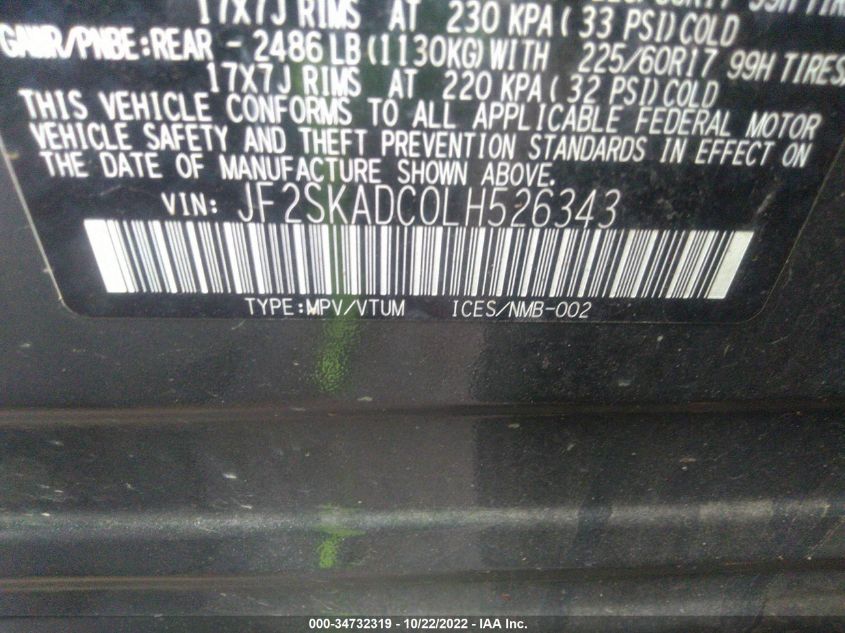 17X7J RIMS AT 230 KPA( 33 PSI)COLD
GAWR/PNBE:REAR - 2486LB(1130KG)WITH 225/60R17 99H TIRES
17X7J RIMS AT 220 KPA( 32 PSI)COLD
THIS VEHICLE CONFORMS TO ALL APPLICABLE FEDERAL MOTOR
VEHICLE SAFETY AND THEFT PREVENTION STANDARDS IN EFFECT ON
THE DATE OF MANUFACTURE SHOWN ABOVE.
VIN: JF2SKADC0LH526343
TYPE:MPV/VTUM ICES/NMB-002
000-34732319 - 10/22/2022 - IAA Inc.